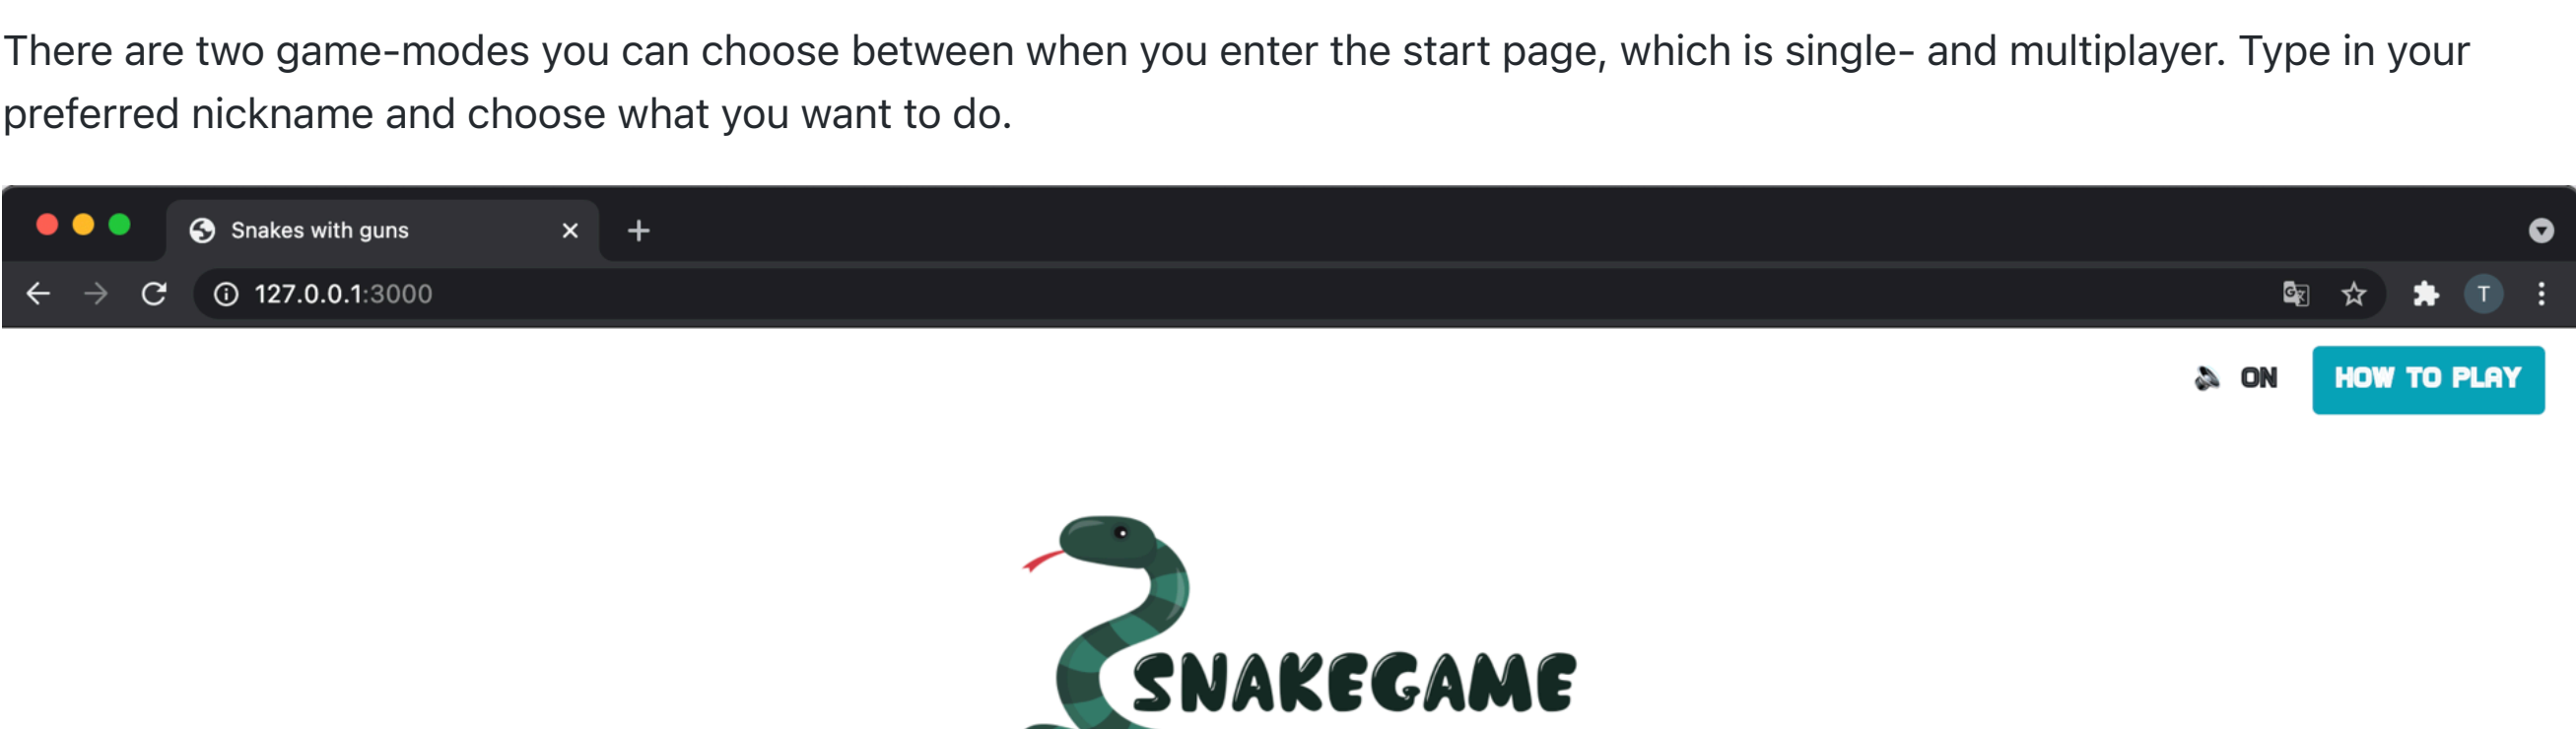 There are two game-modes you can choose between when you enter the start page, which is single- and multiplayer. Type in your
preferred nickname and choose what you want to do.
Snakes with guns
127.0.0.1:3000
T
ON
HOW TO PLAY
SNAKEGAME